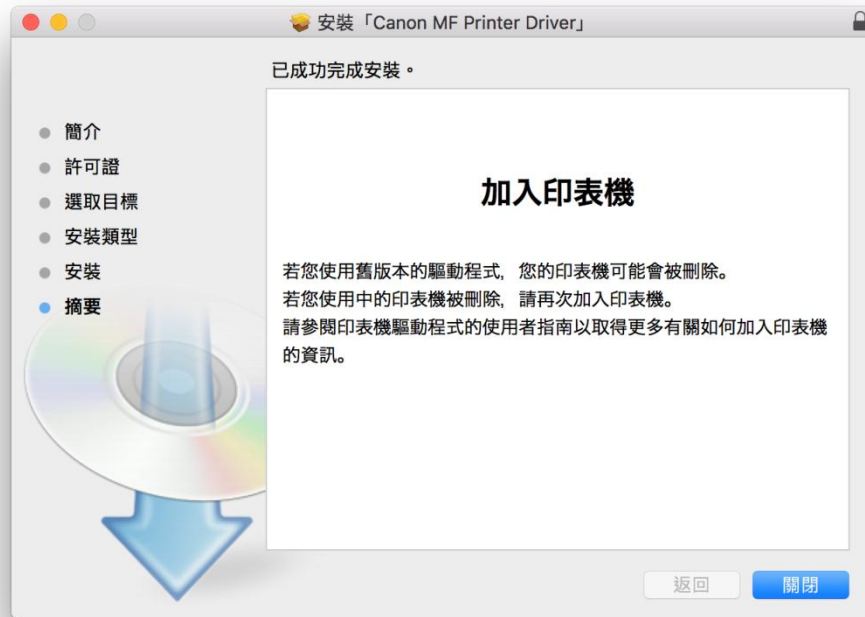 安裝「Canon MF Printer Driver」
已成功完成安裝。
簡介
許可證
選取目標
安裝類型
安裝
摘要
加入印表機
若您使用舊版本的驅動程式, 您的印表機可能會被刪除。
若您使用中的印表機被刪除, 請再次加入印表機。
請參閱印表機驅動程式的使用者指南以取得更多有關如何加入印表機
的資訊。
返回
關閉